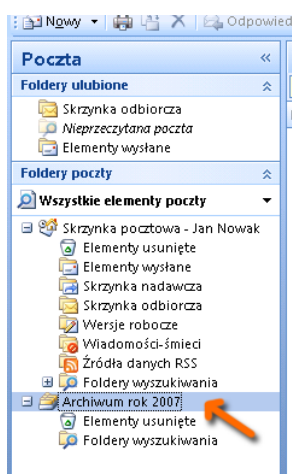 Nowy Odpowied
Poczta «
Foldery ulubione
Skrzynka odbiorcza
Nieprzeczytana poczta
Elementy wysłane
Foldery poczty
Wszystkie elementy poczty
Skrzynka pocztowa - Jan Nowak
Elementy usunięte
Elementy wysłane
Skrzynka nadawcza
Skrzynka odbiorcza
Wersje robocze
Wiadomości-śmieci
Źródła danych RSS
Foldery wyszukiwania
Archiwum rok 2007
Elementy usunięte
Foldery wyszukiwania